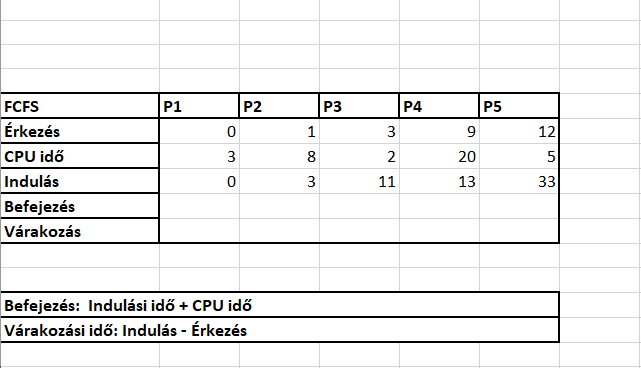 FCFS P1 P2 P3 P4 P5
Érkezés 0 1 3 9 12
CPU idő 3 8 2 20 5
Indulás 0 3 11 13 33
Befejezés
Várakozás
Befejezés: Indulási idő + CPU idő
Várakozási idő: Indulás - Érkezés